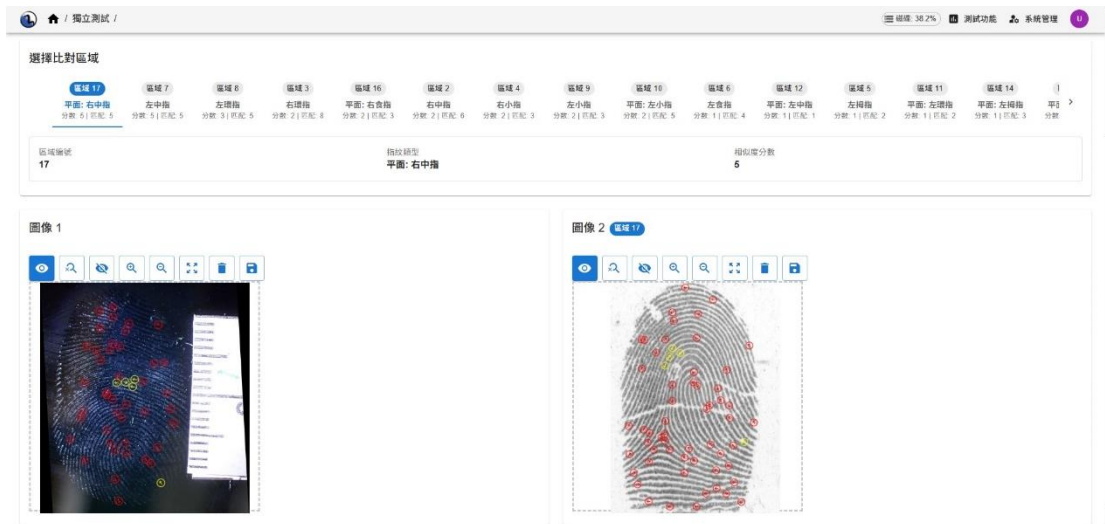 / 獨立測試 /
磁碟: 38.2%
測試功能
系統管理
U
選擇比對區域
區域 17 區域 7 區域 8 區域 3 區域 16 區域 2 區域 4 區域 9 區域 10 區域 6 區域 12 區域 5 區域 11 區域 14
平面: 右中指 左中指 左環指 右環指 平面: 右食指 右中指 右小指 左小指 平面: 左小指 左食指 平面: 左中指 左拇指 平面: 左環指 平面: 左拇指
分數: 5 | 匹配: 5 分數: 5 | 匹配: 5 分數: 3 | 匹配: 5 分數: 2 | 匹配: 8 分數: 2 | 匹配: 3 分數: 2 | 匹配: 6 分數: 2 | 匹配: 3 分數: 2 | 匹配: 3 分數: 2 | 匹配: 5 分數: 1 | 匹配: 4 分數: 1 | 匹配: 1 分數: 1 | 匹配: 2 分數: 1 | 匹配: 2 分數: 1 | 匹配: 3 分數
區域編號 指紋類型 相似度分數
17 平面: 右中指 5
圖像 1
圖像 2 區域 17